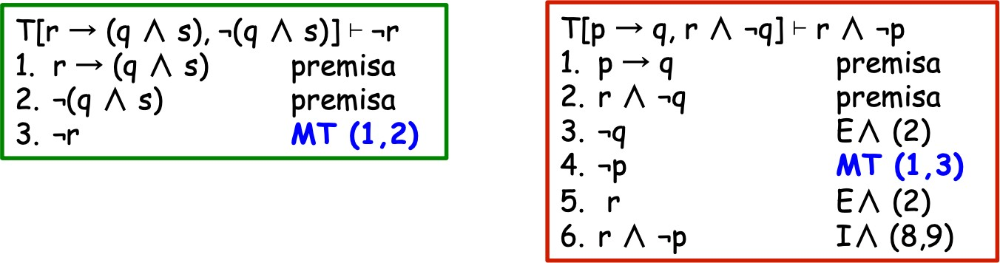 T[r → (q ∧ s), ¬(q ∧ s)] ⊢ ¬r
1. r → (q ∧ s) premisa
2. ¬(q ∧ s) premisa
3. ¬r MT (1,2)
T[p → q, r ∧ ¬q] ⊢ r ∧ ¬p
1. p → q premisa
2. r ∧ ¬q premisa
3. ¬q E∧ (2)
4. ¬p MT (1,3)
5. r E∧ (2)
6. r ∧ ¬p I∧ (8,9)